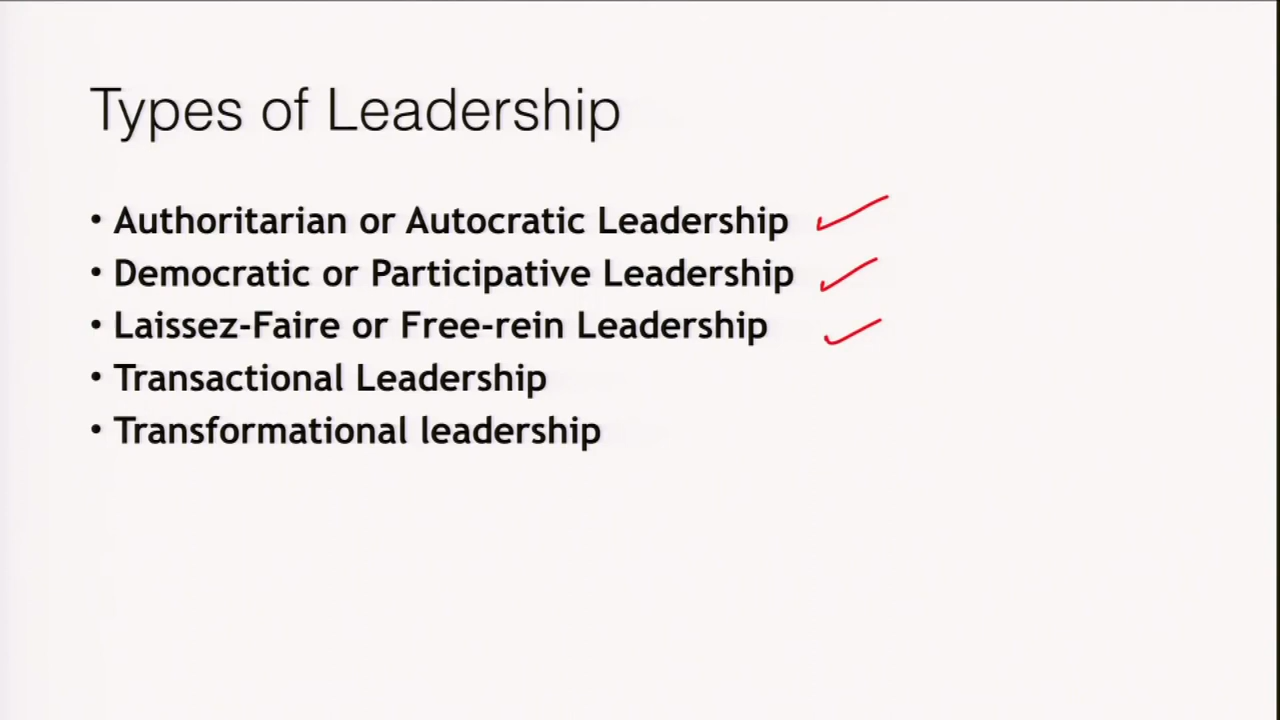 Types of Leadership
• Authoritarian or Autocratic Leadership
• Democratic or Participative Leadership
• Laissez-Faire or Free-rein Leadership
• Transactional Leadership
• Transformational leadership